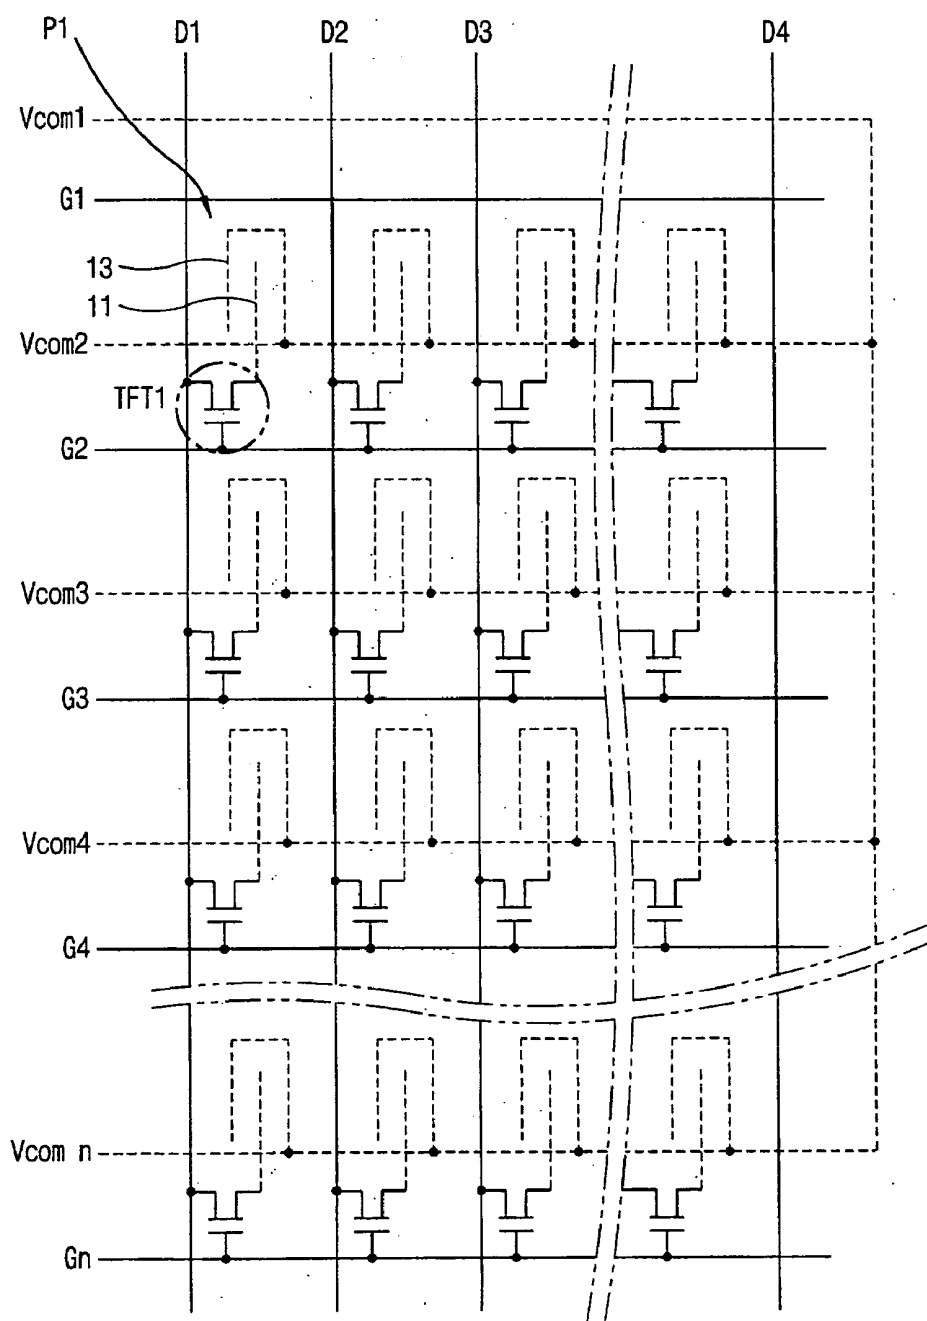 P1 D1 D2 D3 D4
Vcom1
G1
13
11
Vcom2
TFT1
G2
Vcom3
G3
Vcom4
G4
Vcom n
Gn